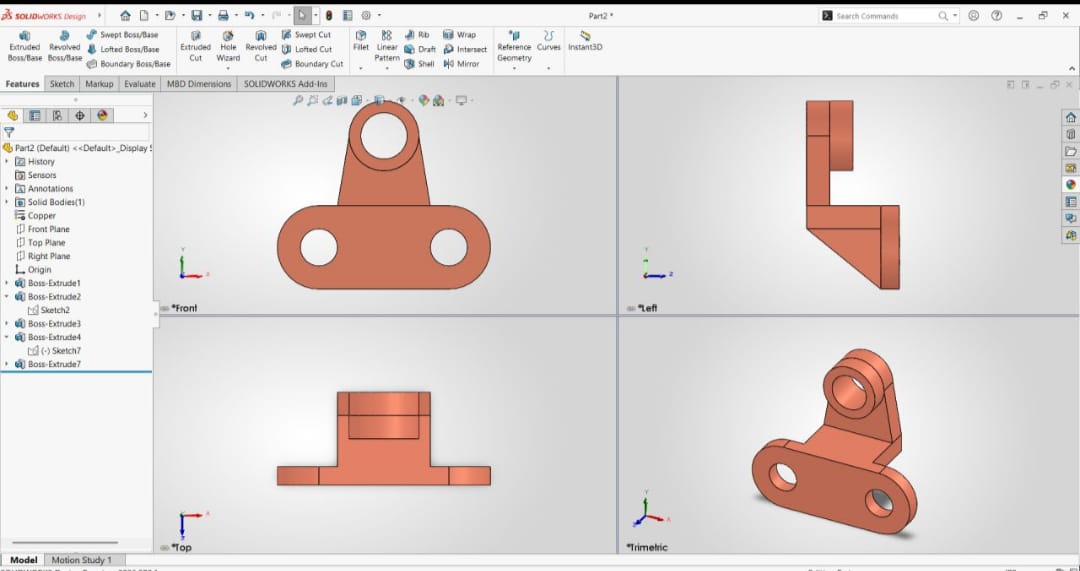 SOLIDWORKS Design
Part2 *
Search Commands
Extruded Boss/Base
Revolved Boss/Base
Swept Boss/Base
Lofted Boss/Base
Boundary Boss/Base
Extruded Cut
Hole Wizard
Revolved Cut
Swept Cut
Lofted Cut
Boundary Cut
Fillet
Linear Pattern
Rib
Draft
Shell
Wrap
Intersect
Mirror
Reference Geometry
Curves
Instant3D
Features Sketch Markup Evaluate MBD Dimensions SOLIDWORKS Add-Ins
Part2 (Default) <<Default>_Display
History
Sensors
Annotations
Solid Bodies(1)
Copper
Front Plane
Top Plane
Right Plane
Origin
Boss-Extrude1
Boss-Extrude2
Sketch2
Boss-Extrude3
Boss-Extrude4
(-) Sketch7
Boss-Extrude7
*Front
*Left
*Top
*Trimetric
Model Motion Study 1